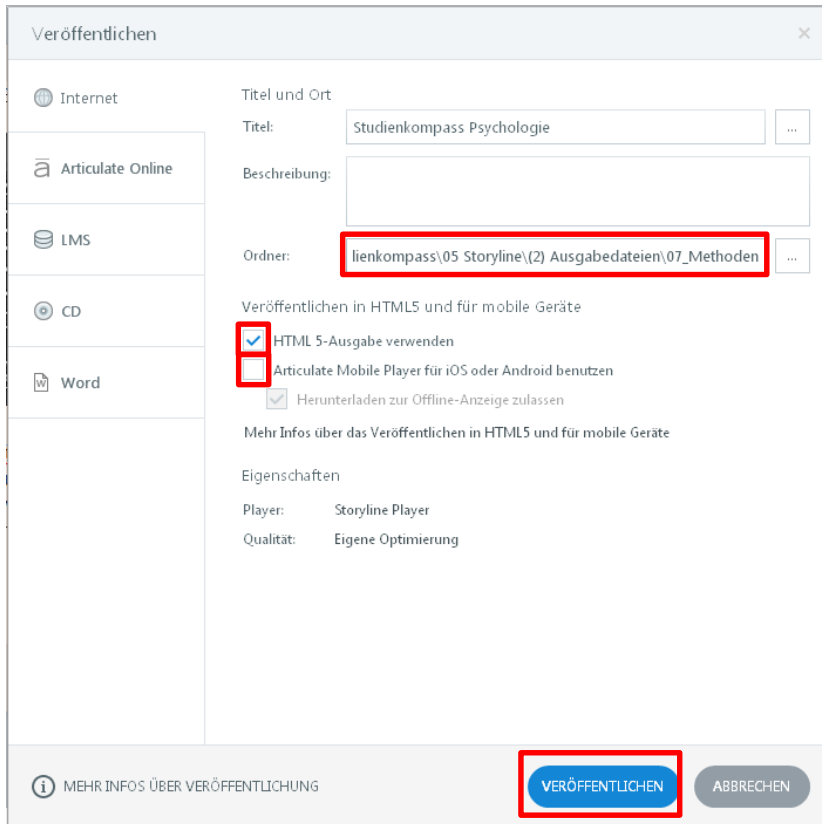 Veröffentlichen
Internet
Articulate Online
LMS
CD
Word
Titel und Ort
Titel: Studienkompass Psychologie ...
Beschreibung:
Ordner: lienkompass\05 Storyline\(2) Ausgabedateien\07_Methoden ...
Veröffentlichen in HTML5 und für mobile Geräte
HTML 5-Ausgabe verwenden
Articulate Mobile Player für iOS oder Android benutzen
Herunterladen zur Offline-Anzeige zulassen
Mehr Infos über das Veröffentlichen in HTML5 und für mobile Geräte
Eigenschaften
Player: Storyline Player
Qualität: Eigene Optimierung
MEHR INFOS ÜBER VERÖFFENTLICHUNG
VERÖFFENTLICHEN
ABBRECHEN